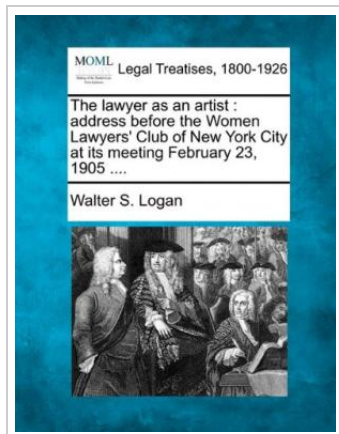 MOML
Legal Treatises, 1800-1926
The lawyer as an artist :
address before the Women
Lawyers' Club of New York City
at its meeting February 23,
1905 ....
Walter S. Logan